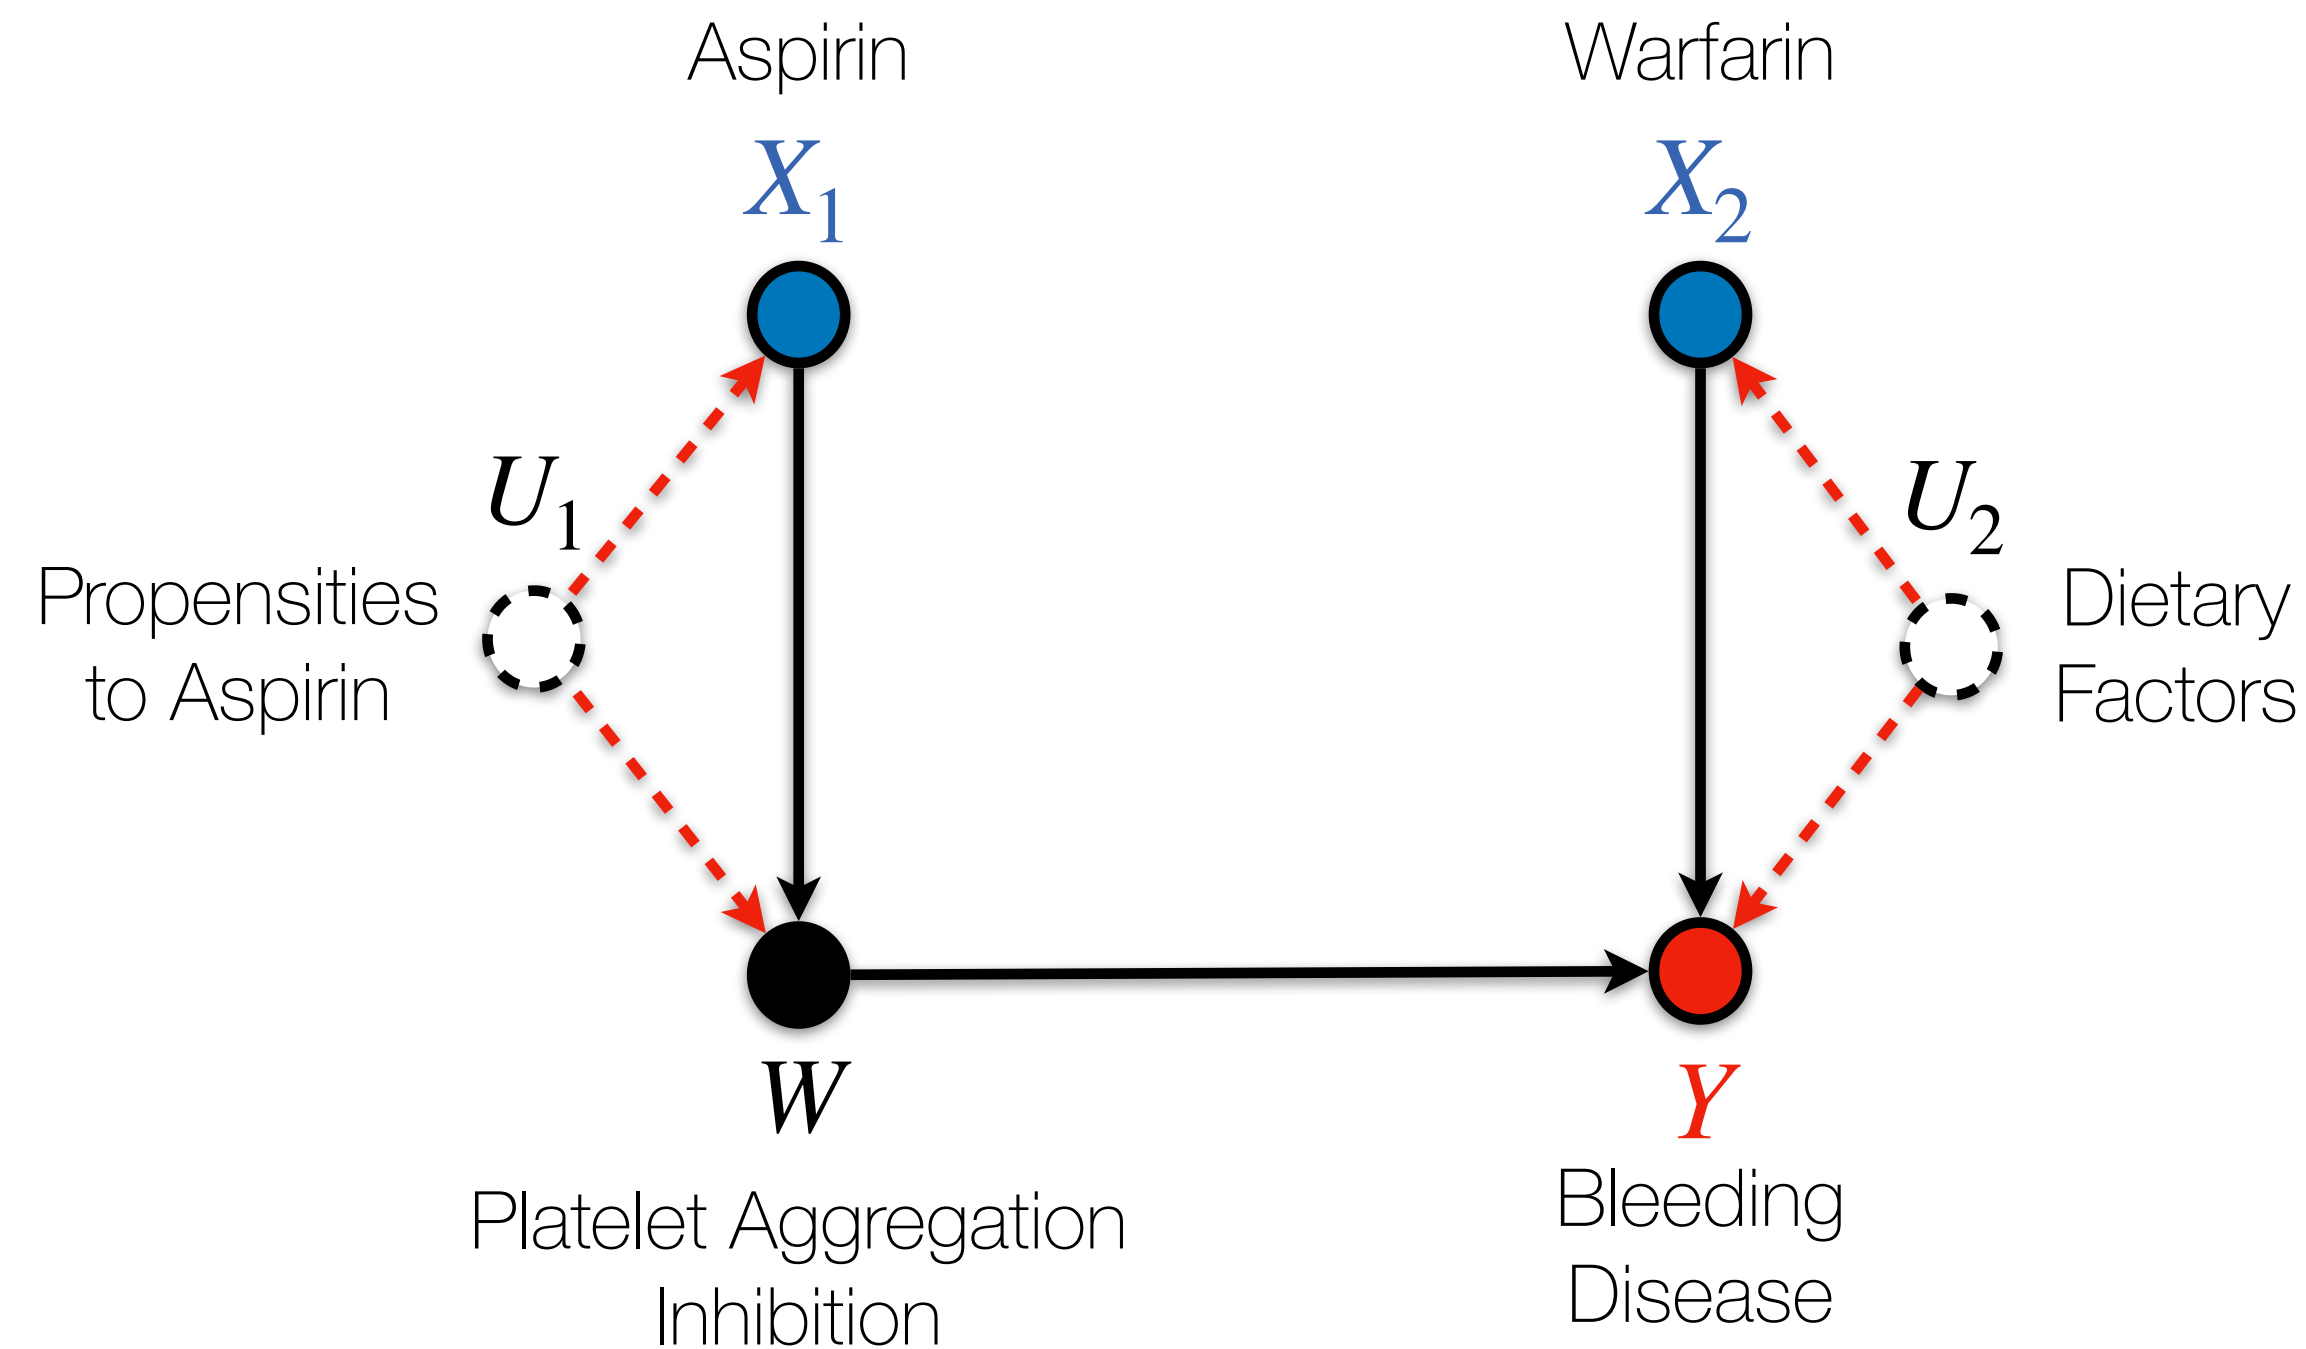 Aspirin
X1
Warfarin
X2
U1
Propensities
to Aspirin
U2
Dietary
Factors
W
Platelet Aggregation
Inhibition
Y
Bleeding
Disease